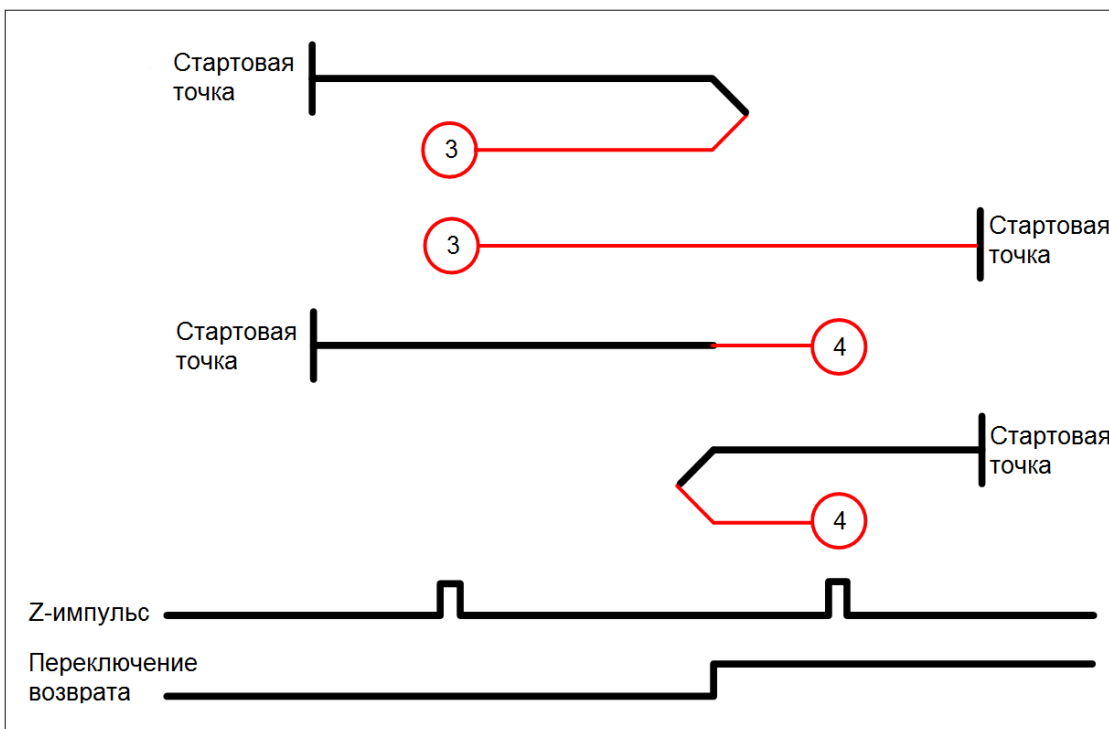 Стартовая
точка
3
3
Стартовая
точка
Стартовая
точка
4
Стартовая
точка
4
Z-импульс
Переключение
возврата